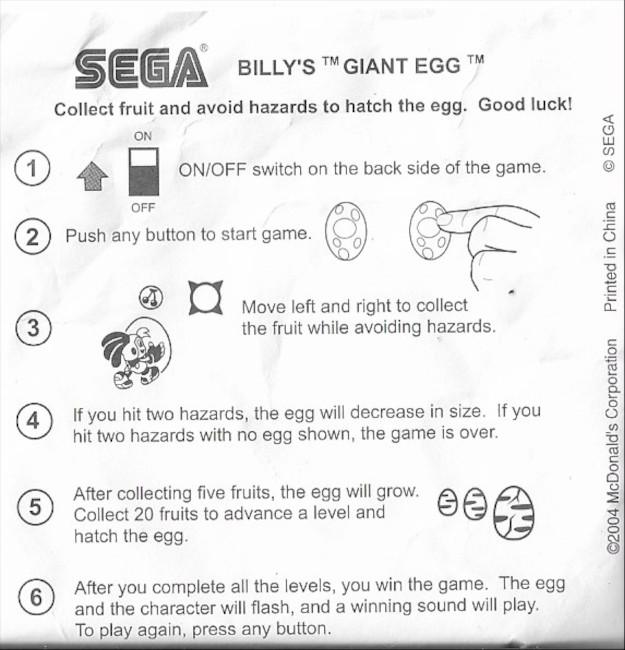 SEGA®
BILLY'S ™ GIANT EGG ™
Collect fruit and avoid hazards to hatch the egg. Good luck!
1
ON
OFF
ON/OFF switch on the back side of the game.
2
Push any button to start game.
3
Move left and right to collect
the fruit while avoiding hazards.
4
If you hit two hazards, the egg will decrease in size. If you
hit two hazards with no egg shown, the game is over.
5
After collecting five fruits, the egg will grow.
Collect 20 fruits to advance a level and
hatch the egg.
6
After you complete all the levels, you win the game. The egg
and the character will flash, and a winning sound will play.
To play again, press any button.
©2004 McDonald's Corporation Printed in China © SEGA